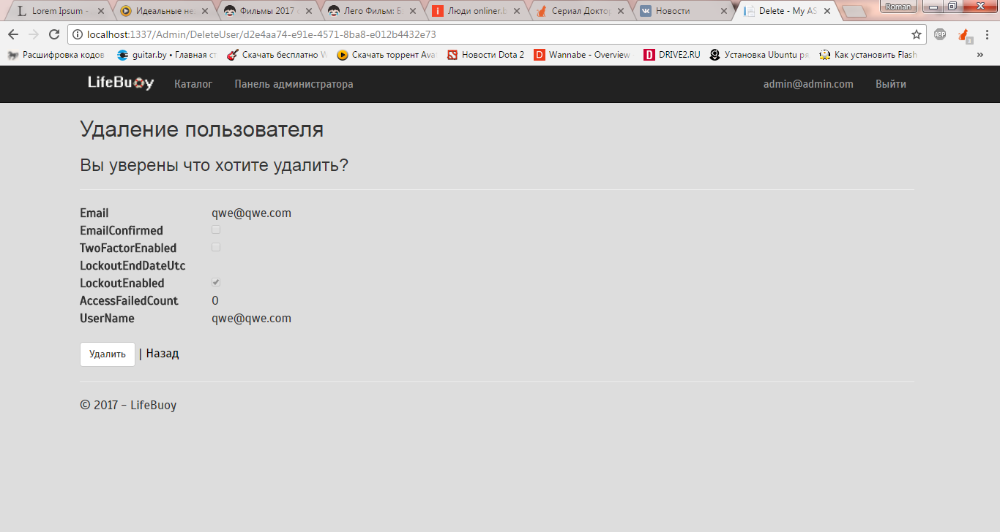 Lorem Ipsum - Идеальные не Фильмы 2017 Лего Фильм: Б Люди onliner.b Сериал Доктор Новости Delete - My AS Roman
localhost:1337/Admin/DeleteUser/d2e4aa74-e91e-4571-8ba8-e012b4432e73 ABP 3
Расшифровка кодов guitar.by • Главная ст Скачать бесплатно Скачать торрент Ava Новости Dota 2 Wannabe - Overview DRIVE2.RU Установка Ubuntu ря Как установить Flash »
LifeBuoy Каталог Панель администратора admin@admin.com Выйти
Удаление пользователя
Вы уверены что хотите удалить?
Email qwe@qwe.com
EmailConfirmed
TwoFactorEnabled
LockoutEndDateUtc
LockoutEnabled
AccessFailedCount 0
UserName qwe@qwe.com
Удалить | Назад
© 2017 - LifeBuoy